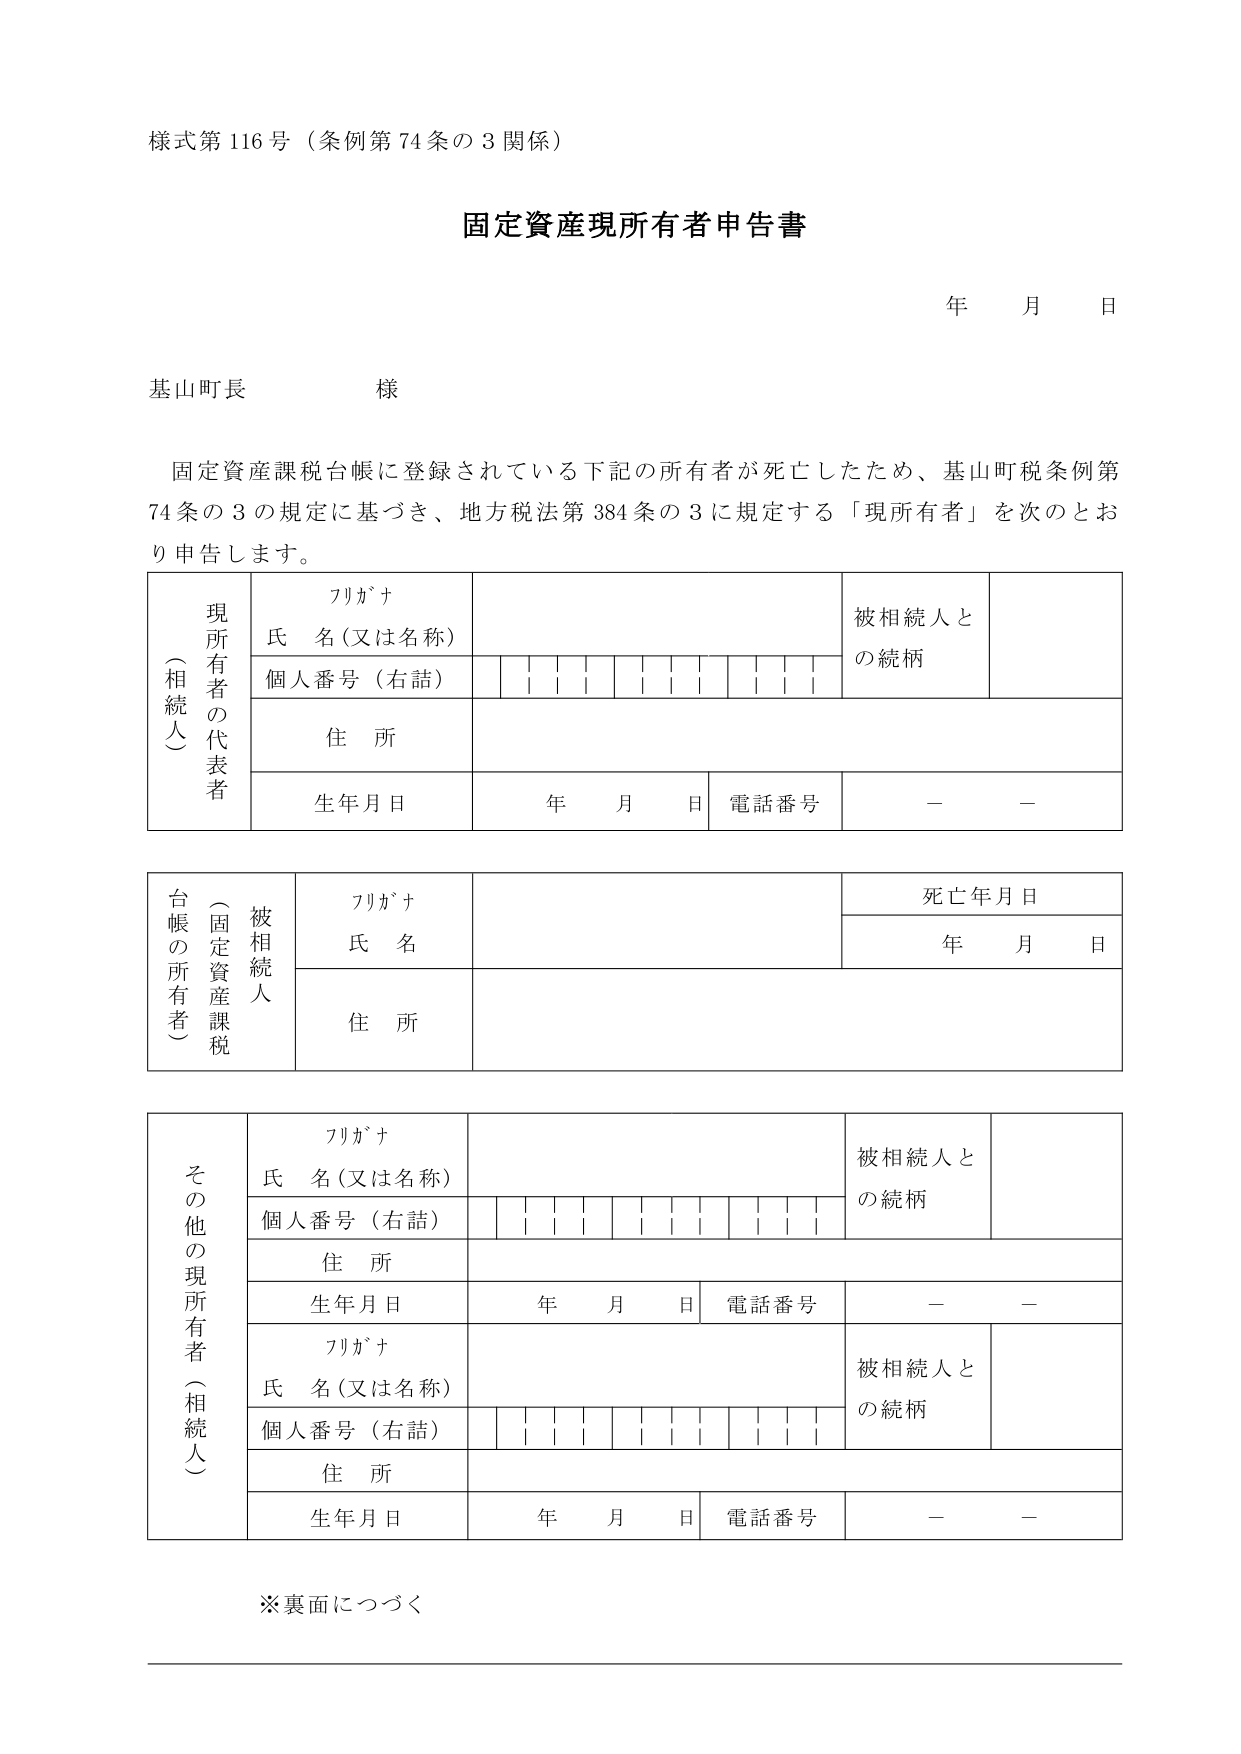 様式第116号（条例第74条の3関係）
固定資産現所有者申告書
年　月　日
基山町長　　　　　様
固定資産課税台帳に登録されている下記の所有者が死亡したため、基山町税条例第
74条の3の規定に基づき、地方税法第384条の3に規定する「現所有者」を次のとお
り申告します。
現所有者の代表者
（相続人）
ﾌﾘｶﾞﾅ
氏　名(又は名称)
被相続人と
の続柄
個人番号（右詰）
住　所
生年月日
年　月　日
電話番号
－　－
被相続人
（固定資産課税
台帳の所有者）
ﾌﾘｶﾞﾅ
氏　名
死亡年月日
年　月　日
住　所
その他の現所有者（相続人）
ﾌﾘｶﾞﾅ
氏　名(又は名称)
被相続人と
の続柄
個人番号（右詰）
住　所
生年月日
年　月　日
電話番号
－　－
ﾌﾘｶﾞﾅ
氏　名(又は名称)
被相続人と
の続柄
個人番号（右詰）
住　所
生年月日
年　月　日
電話番号
－　－
※裏面につづく